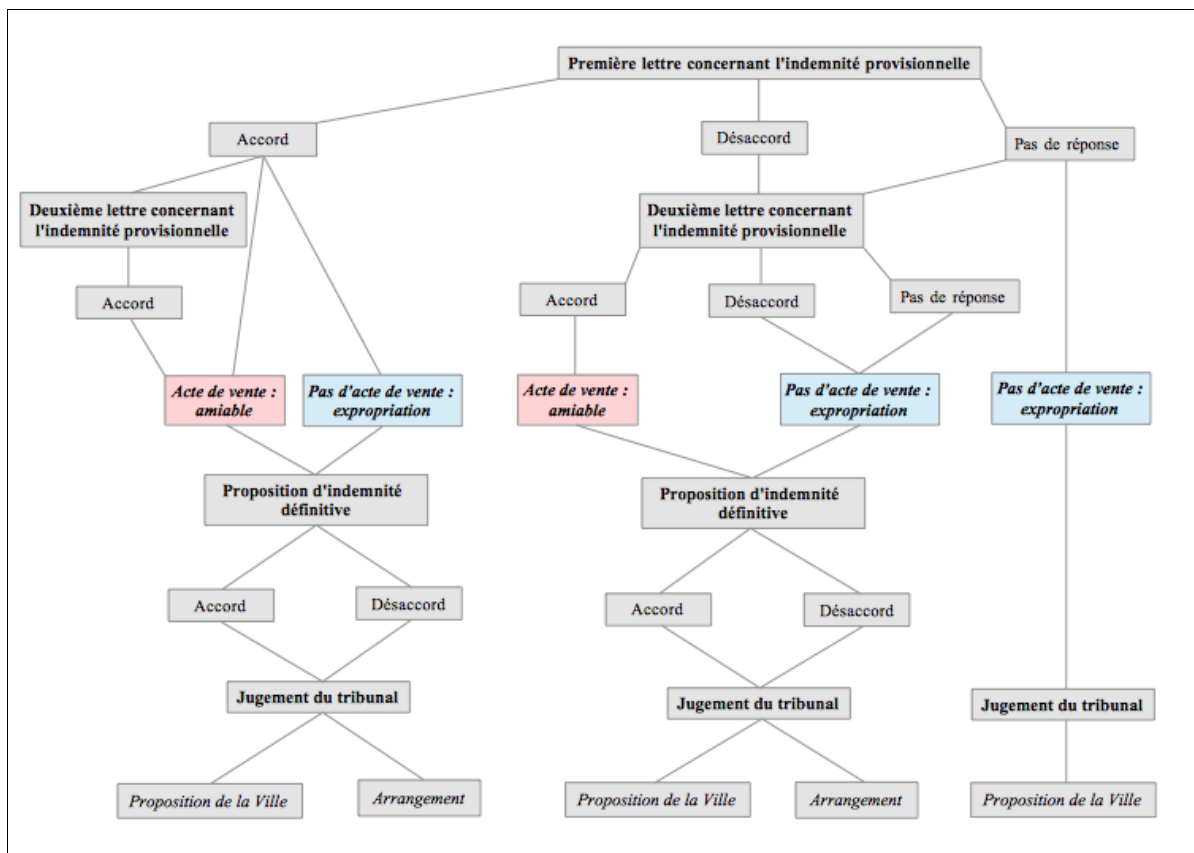 Première lettre concernant l'indemnité provisionnelle
Accord
Désaccord
Pas de réponse
Deuxième lettre concernant
l'indemnité provisionnelle
Deuxième lettre concernant
l'indemnité provisionnelle
Accord
Accord
Désaccord
Pas de réponse
Acte de vente :
amiable
Pas d'acte de vente :
expropriation
Acte de vente :
amiable
Pas d'acte de vente :
expropriation
Pas d'acte de vente :
expropriation
Proposition d'indemnité
définitive
Proposition d'indemnité
définitive
Accord
Désaccord
Accord
Désaccord
Jugement du tribunal
Jugement du tribunal
Jugement du tribunal
Proposition de la Ville
Arrangement
Proposition de la Ville
Arrangement
Proposition de la Ville